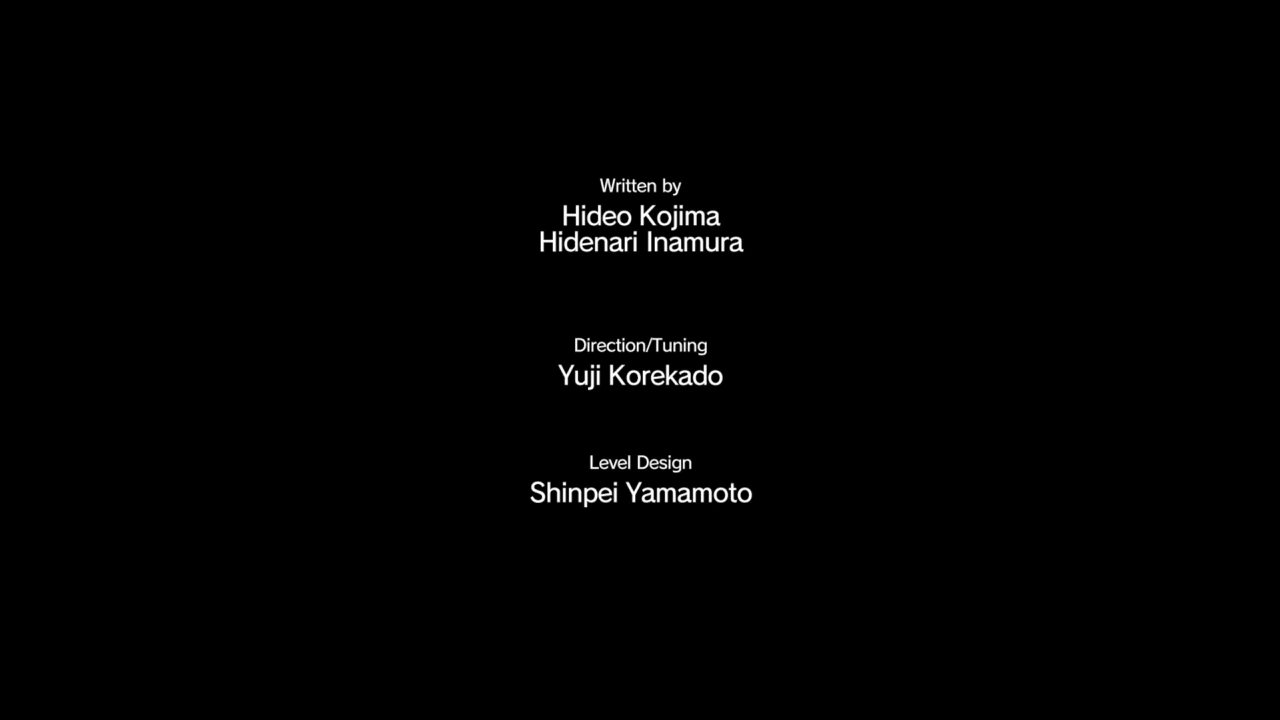 Written by
Hideo Kojima
Hidenari Inamura
Direction/Tuning
Yuji Korekado
Level Design
Shinpei Yamamoto